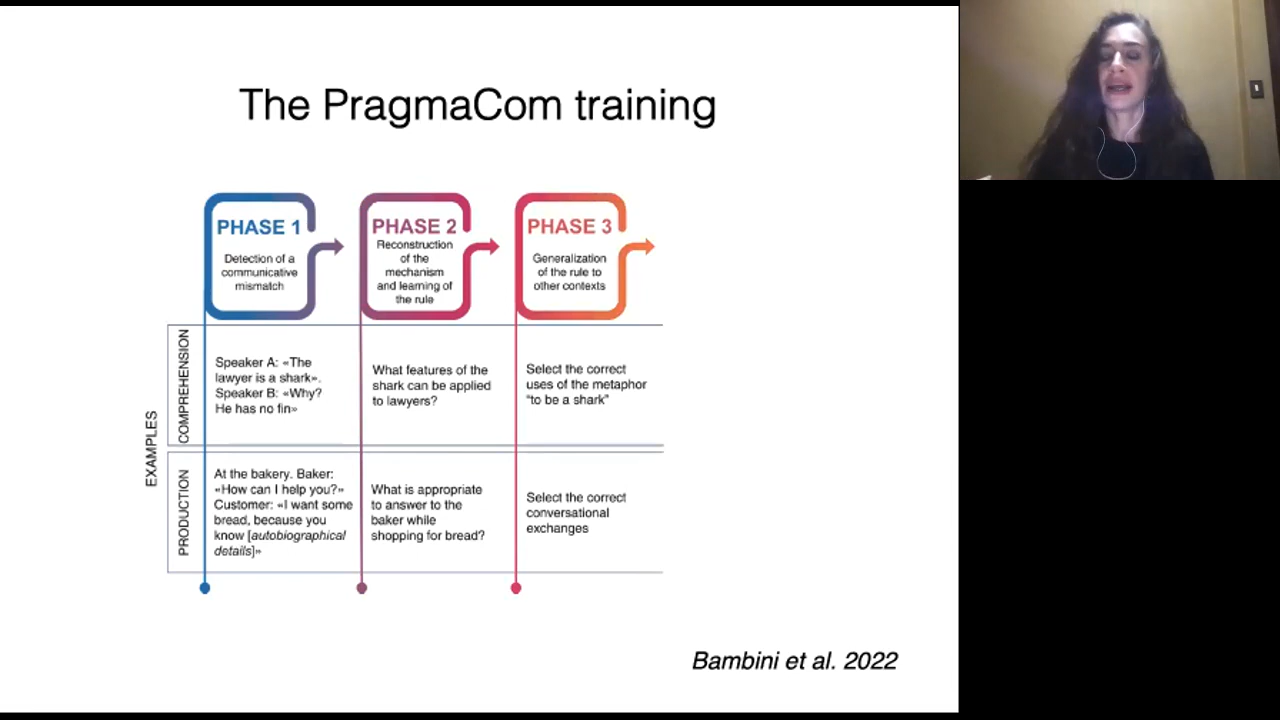 The PragmaCom training
PHASE 1
Detection of a
communicative
mismatch
PHASE 2
Reconstruction
of the
mechanism
and learning of
the rule
PHASE 3
Generalization
of the rule to
other contexts
EXAMPLES
COMPREHENSION
Speaker A: «The
lawyer is a shark».
Speaker B: «Why?
He has no fin»
What features of the
shark can be applied
to lawyers?
Select the correct
uses of the metaphor
“to be a shark”
PRODUCTION
At the bakery. Baker:
«How can I help you?»
Customer: «I want some
bread, because you
know [autobiographical
details]»
What is appropriate
to answer to the
baker while
shopping for bread?
Select the correct
conversational
exchanges
Bambini et al. 2022